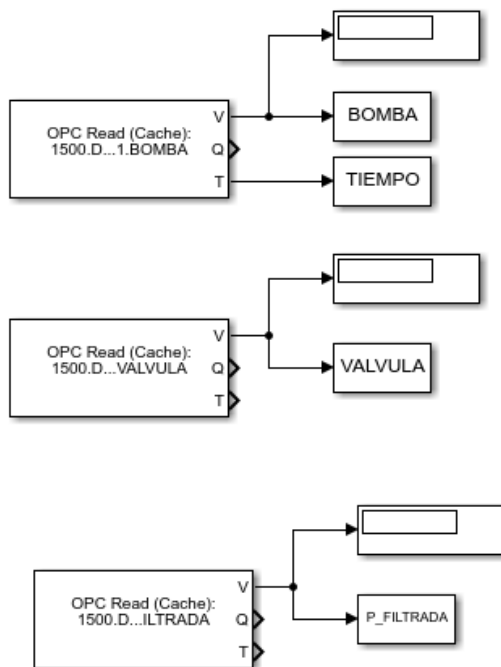 OPC Read (Cache):
1500.D...1.BOMBA
V
Q
T
BOMBA
TIEMPO
OPC Read (Cache):
1500.D...VALVULA
V
Q
T
VALVULA
OPC Read (Cache):
1500.D...ILTRADA
V
Q
T
P_FILTRADA